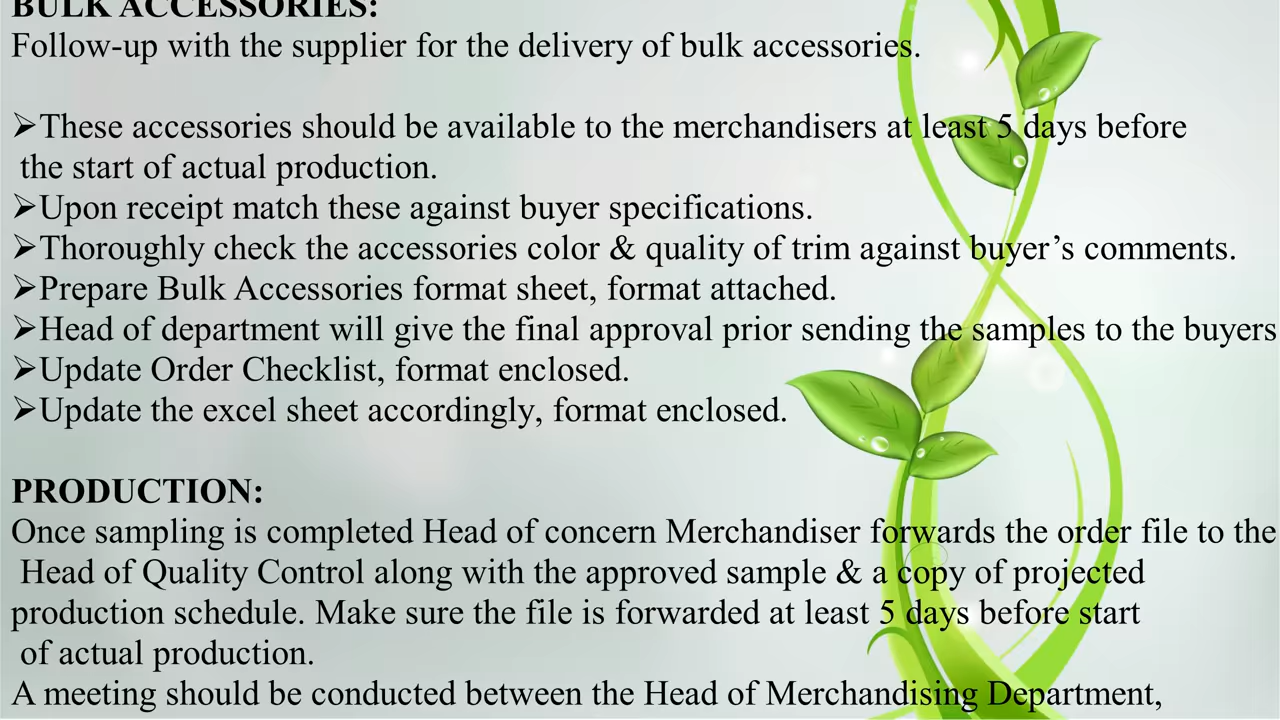 BULK ACCESSORIES:
Follow-up with the supplier for the delivery of bulk accessories.
➢These accessories should be available to the merchandisers at least 5 days before
the start of actual production.
➢Upon receipt match these against buyer specifications.
➢Thoroughly check the accessories color & quality of trim against buyer’s comments.
➢Prepare Bulk Accessories format sheet, format attached.
➢Head of department will give the final approval prior sending the samples to the buyers
➢Update Order Checklist, format enclosed.
➢Update the excel sheet accordingly, format enclosed.
PRODUCTION:
Once sampling is completed Head of concern Merchandiser forwards the order file to the
Head of Quality Control along with the approved sample & a copy of projected
production schedule. Make sure the file is forwarded at least 5 days before start
of actual production.
A meeting should be conducted between the Head of Merchandising Department,